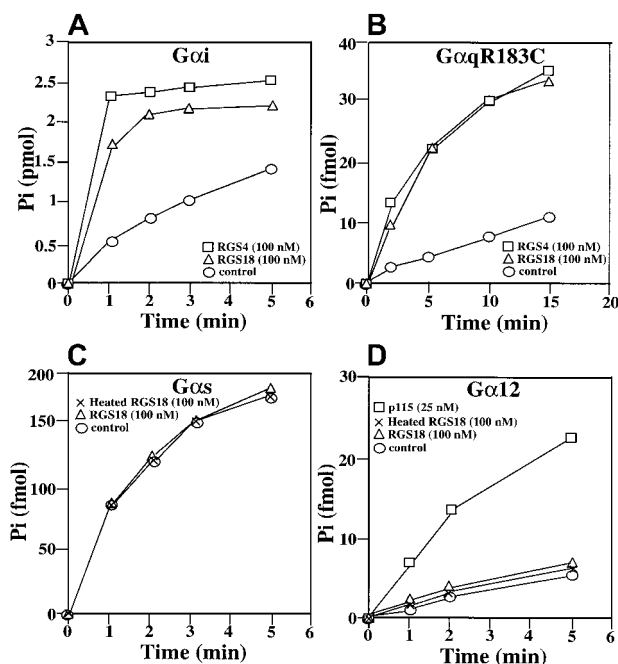 A
Gαi
Pi (pmol)
3
2.5
2
1.5
1
0.5
0
RGS4 (100 nM)
RGS18 (100 nM)
control
0 1 2 3 4 5 6
Time (min)
B
GαqR183C
Pi (fmol)
40
30
20
10
0
RGS4 (100 nM)
RGS18 (100 nM)
control
0 5 10 15 20
Time (min)
C
Gαs
Pi (fmol)
200
150
100
50
0
Heated RGS18 (100 nM)
RGS18 (100 nM)
control
0 1 2 3 4 5 6
Time (min)
D
Gα12
Pi (fmol)
30
20
10
0
p115 (25 nM)
Heated RGS18 (100 nM)
RGS18 (100 nM)
control
0 1 2 3 4 5 6
Time (min)